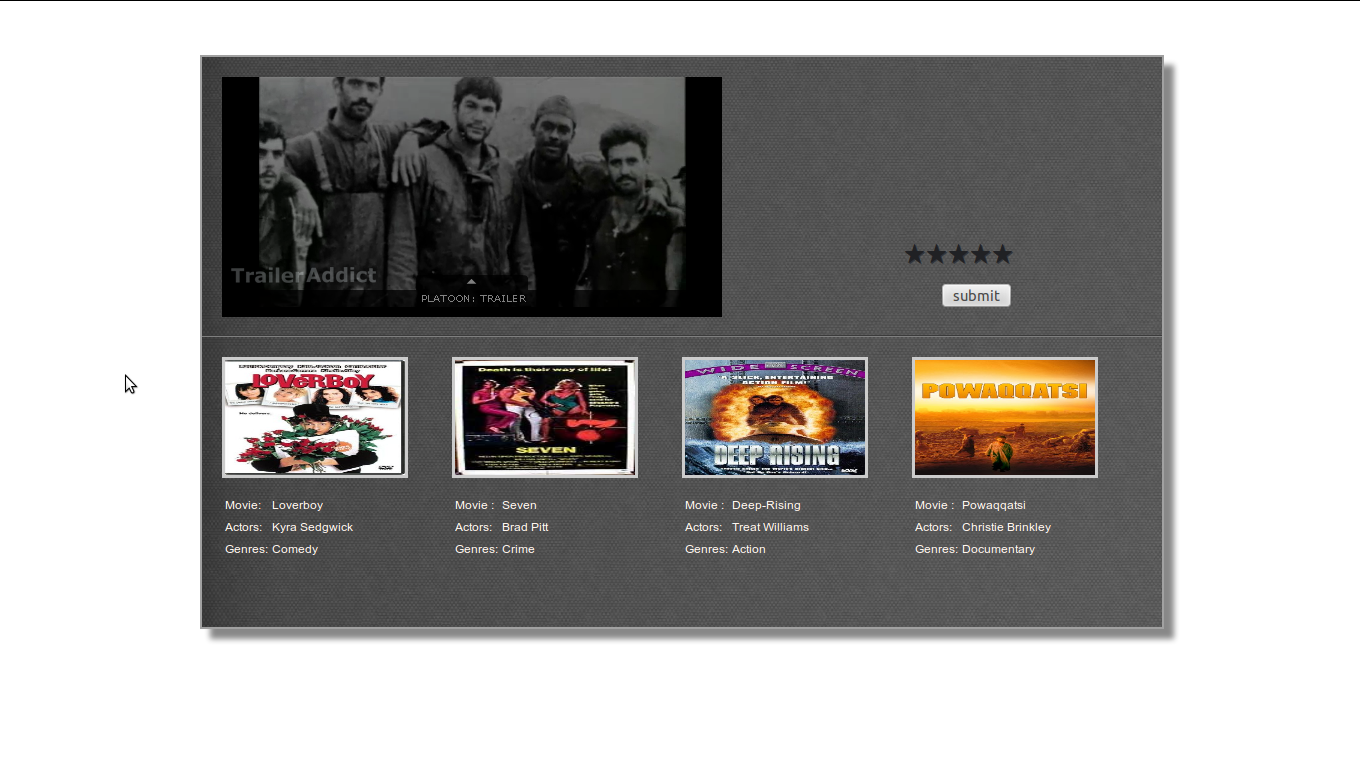 TrailerAddict
PLATOON: TRAILER
submit
LOVERBOY
Death is their way of life!
SEVEN
WIDE SCREEN
A SLICK, ENTERTAINING
ACTION FILM!
DEEP RISING
POWAQQATSI
Movie: Loverboy
Actors: Kyra Sedgwick
Genres: Comedy
Movie : Seven
Actors: Brad Pitt
Genres: Crime
Movie : Deep-Rising
Actors: Treat Williams
Genres: Action
Movie : Powaqqatsi
Actors: Christie Brinkley
Genres: Documentary